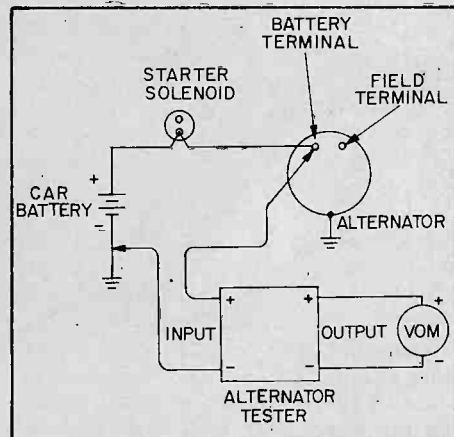 BATTERY
TERMINAL
STARTER
SOLENOID
FIELD
TERMINAL
+
CAR
BATTERY
-
ALTERNATOR
+ +
INPUT OUTPUT VOM
+
- -
-
ALTERNATOR
TESTER